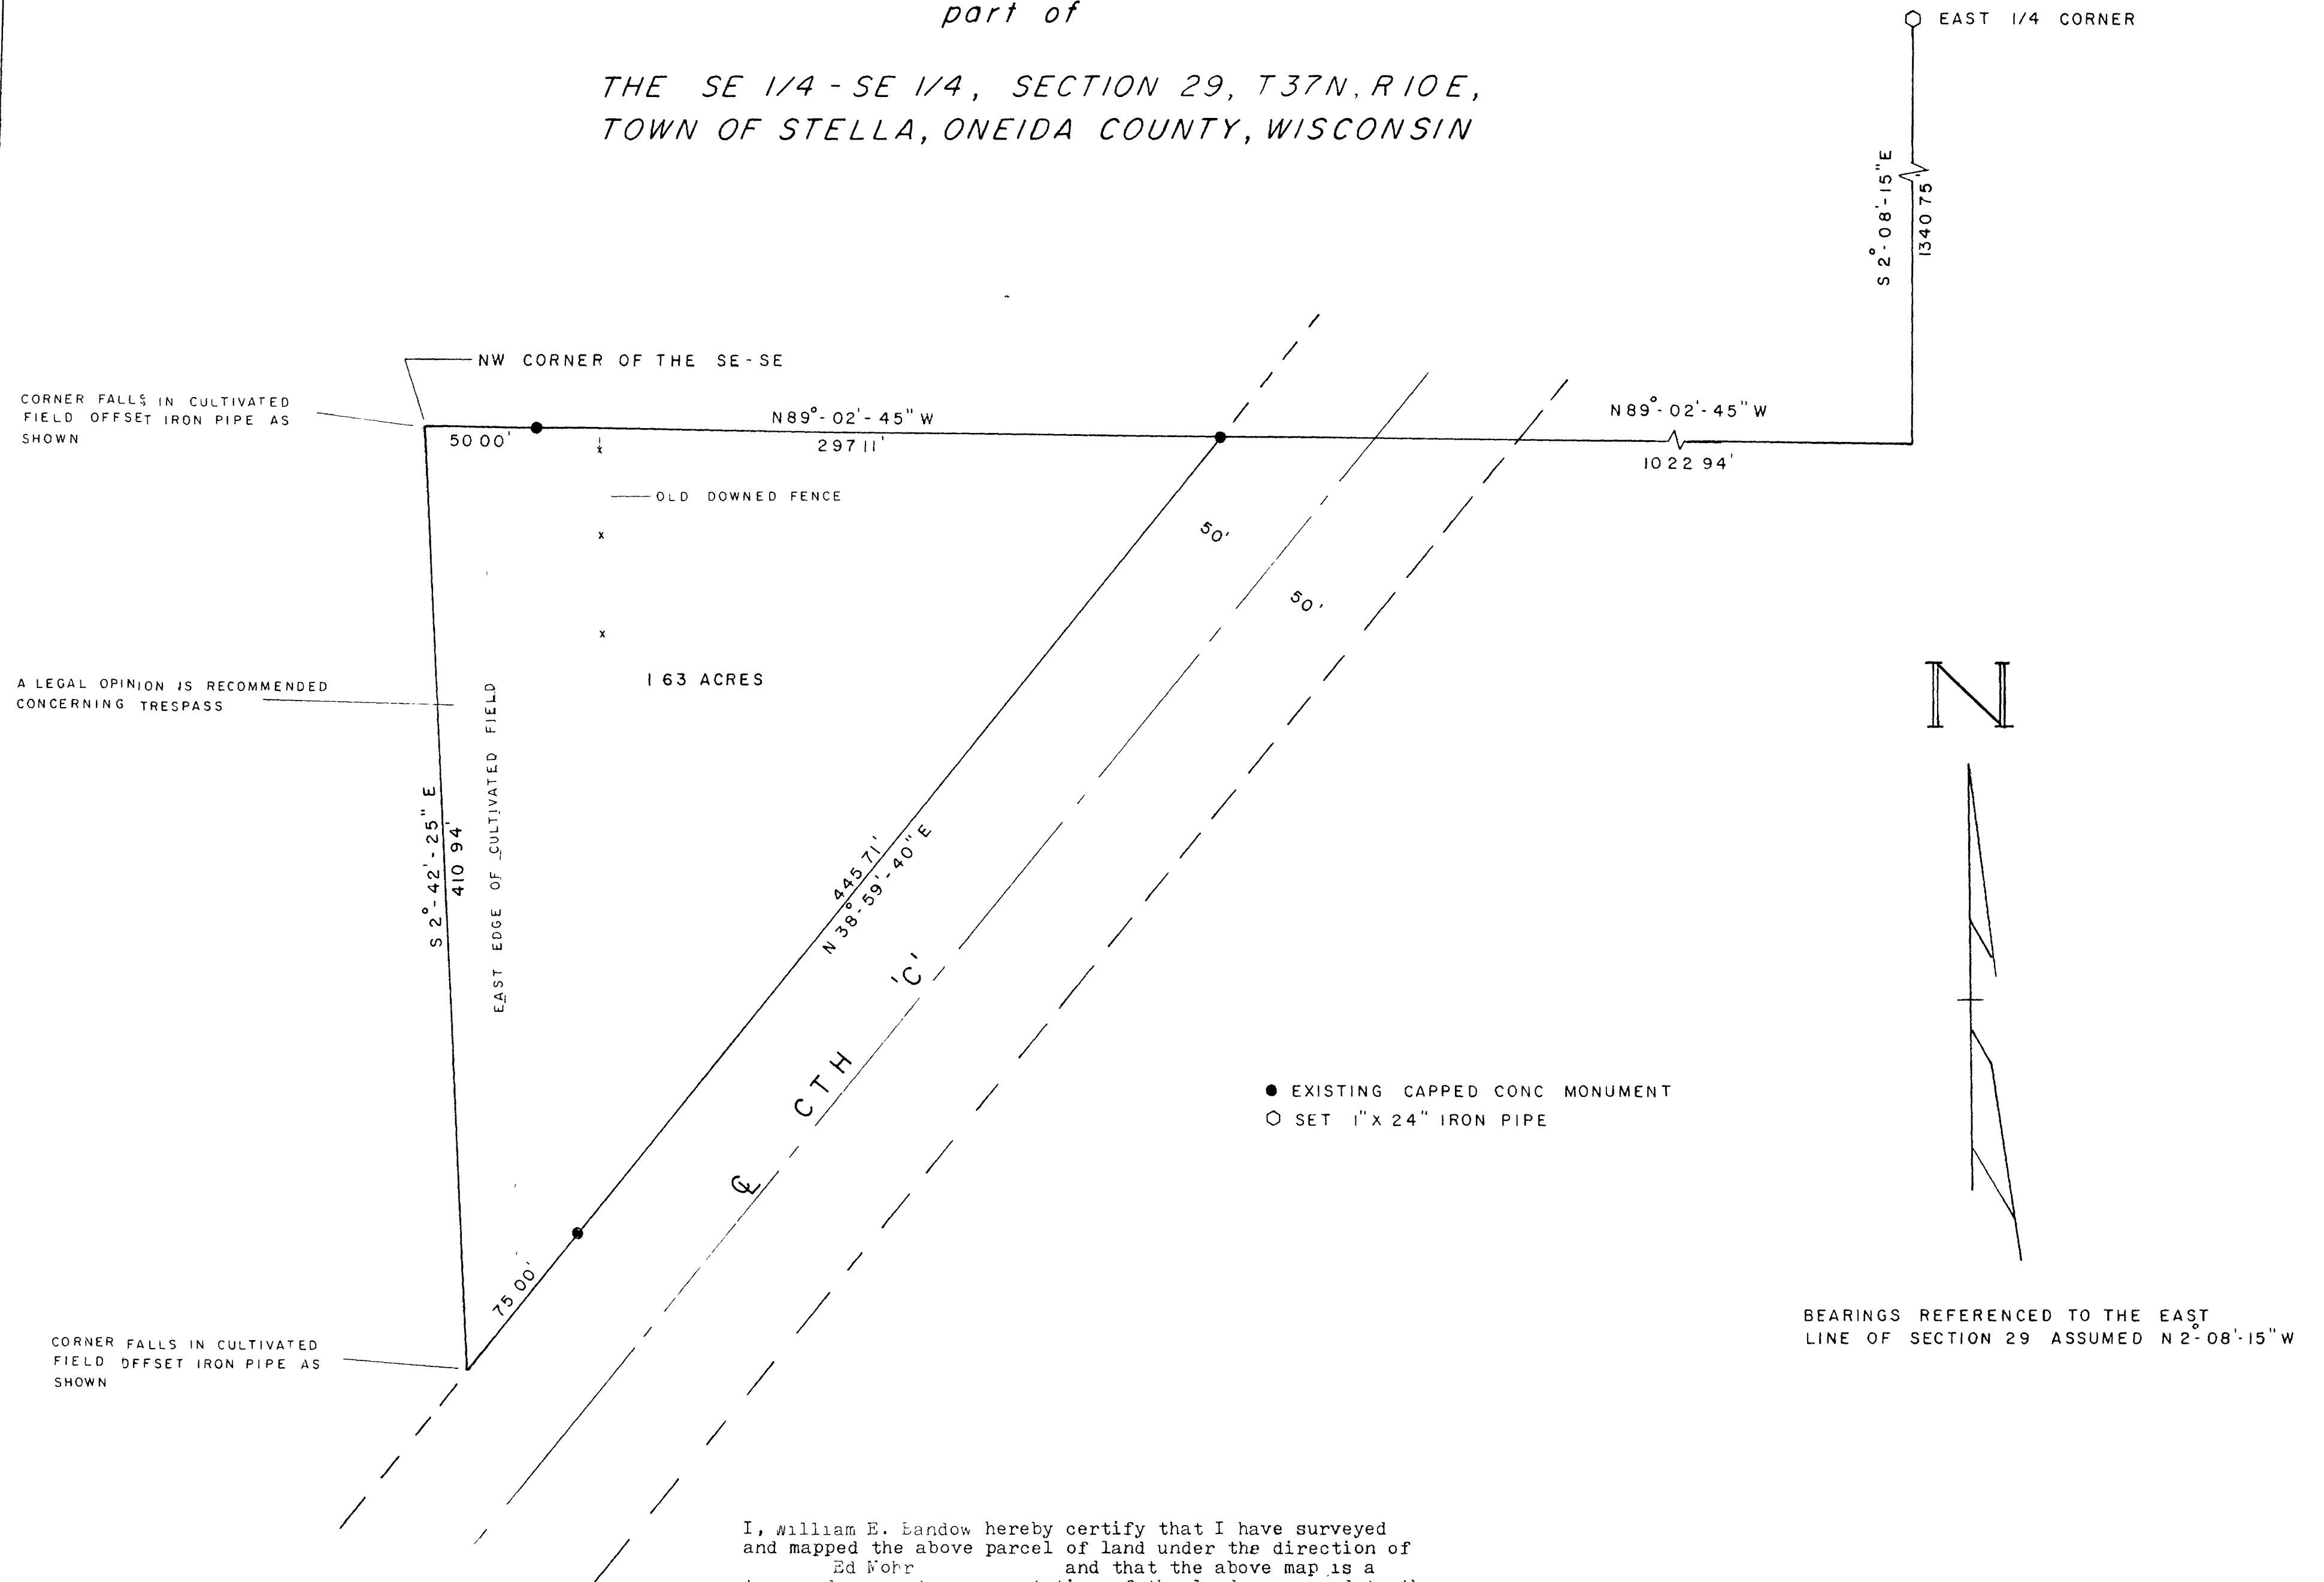 part of
THE SE 1/4 - SE 1/4, SECTION 29, T37N, R10E,
TOWN OF STELLA, ONEIDA COUNTY, WISCONSIN
EAST 1/4 CORNER
S 2°-08'-15" E
1340 75'
NW CORNER OF THE SE-SE
CORNER FALLS IN CULTIVATED
FIELD OFFSET IRON PIPE AS
SHOWN
50 00'
N89°-02'-45" W
297 11'
N89°-02'-45" W
1022 94'
OLD DOWNED FENCE
50'
50'
1 63 ACRES
A LEGAL OPINION IS RECOMMENDED
CONCERNING TRESPASS
S 2°-42'-25" E
410 94'
EAST EDGE OF CULTIVATED FIELD
445 71'
N 38°-59'-40" E
℄ CTH 'C'
N
EXISTING CAPPED CONC MONUMENT
SET 1" X 24" IRON PIPE
75 00'
CORNER FALLS IN CULTIVATED
FIELD OFFSET IRON PIPE AS
SHOWN
BEARINGS REFERENCED TO THE EAST
LINE OF SECTION 29 ASSUMED N 2°-08'-15" W
I, William E. Landow hereby certify that I have surveyed
and mapped the above parcel of land under the direction of
Ed and that the above map is a